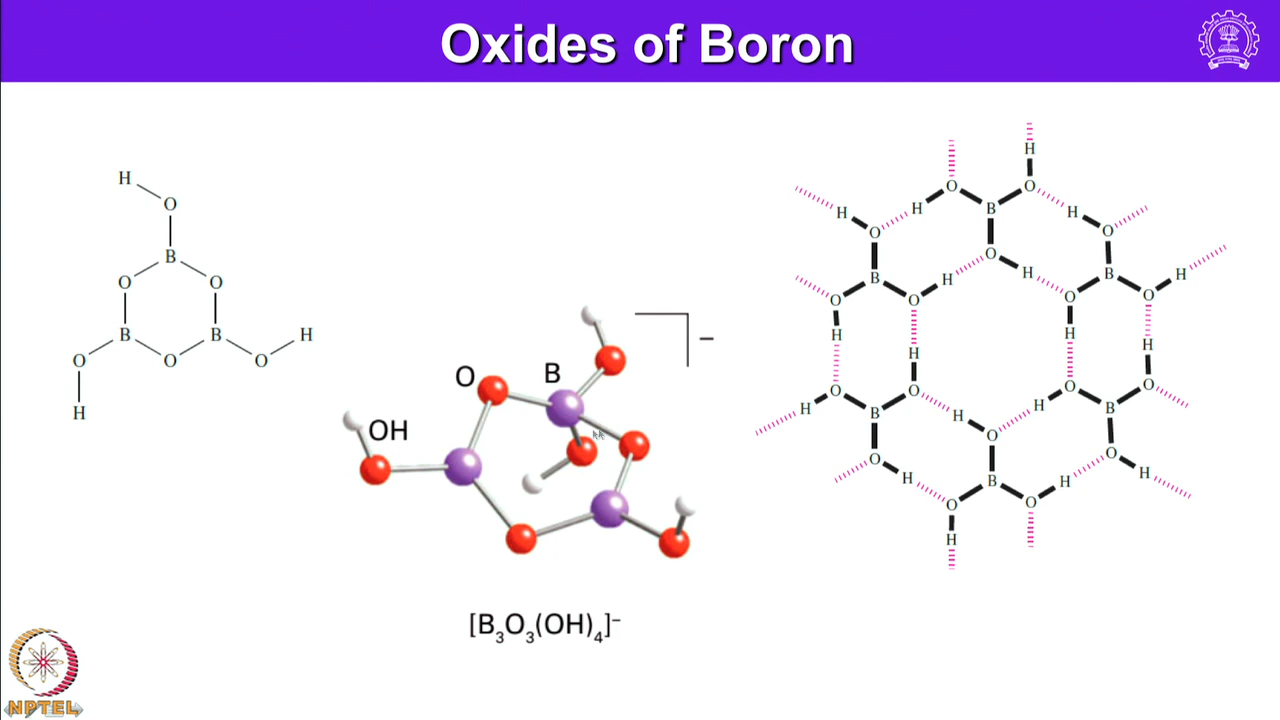 Oxides of Boron
H
O
B
O O
B B H
O O O
H
O B
OH
–
[B₃O₃(OH)₄]⁻
H
O O
H B H
H O
O O
H
B H B H
O O O O
H H
H H
O O O O
H B H H B
O
O O
H B H H
O O
H
NPTEL